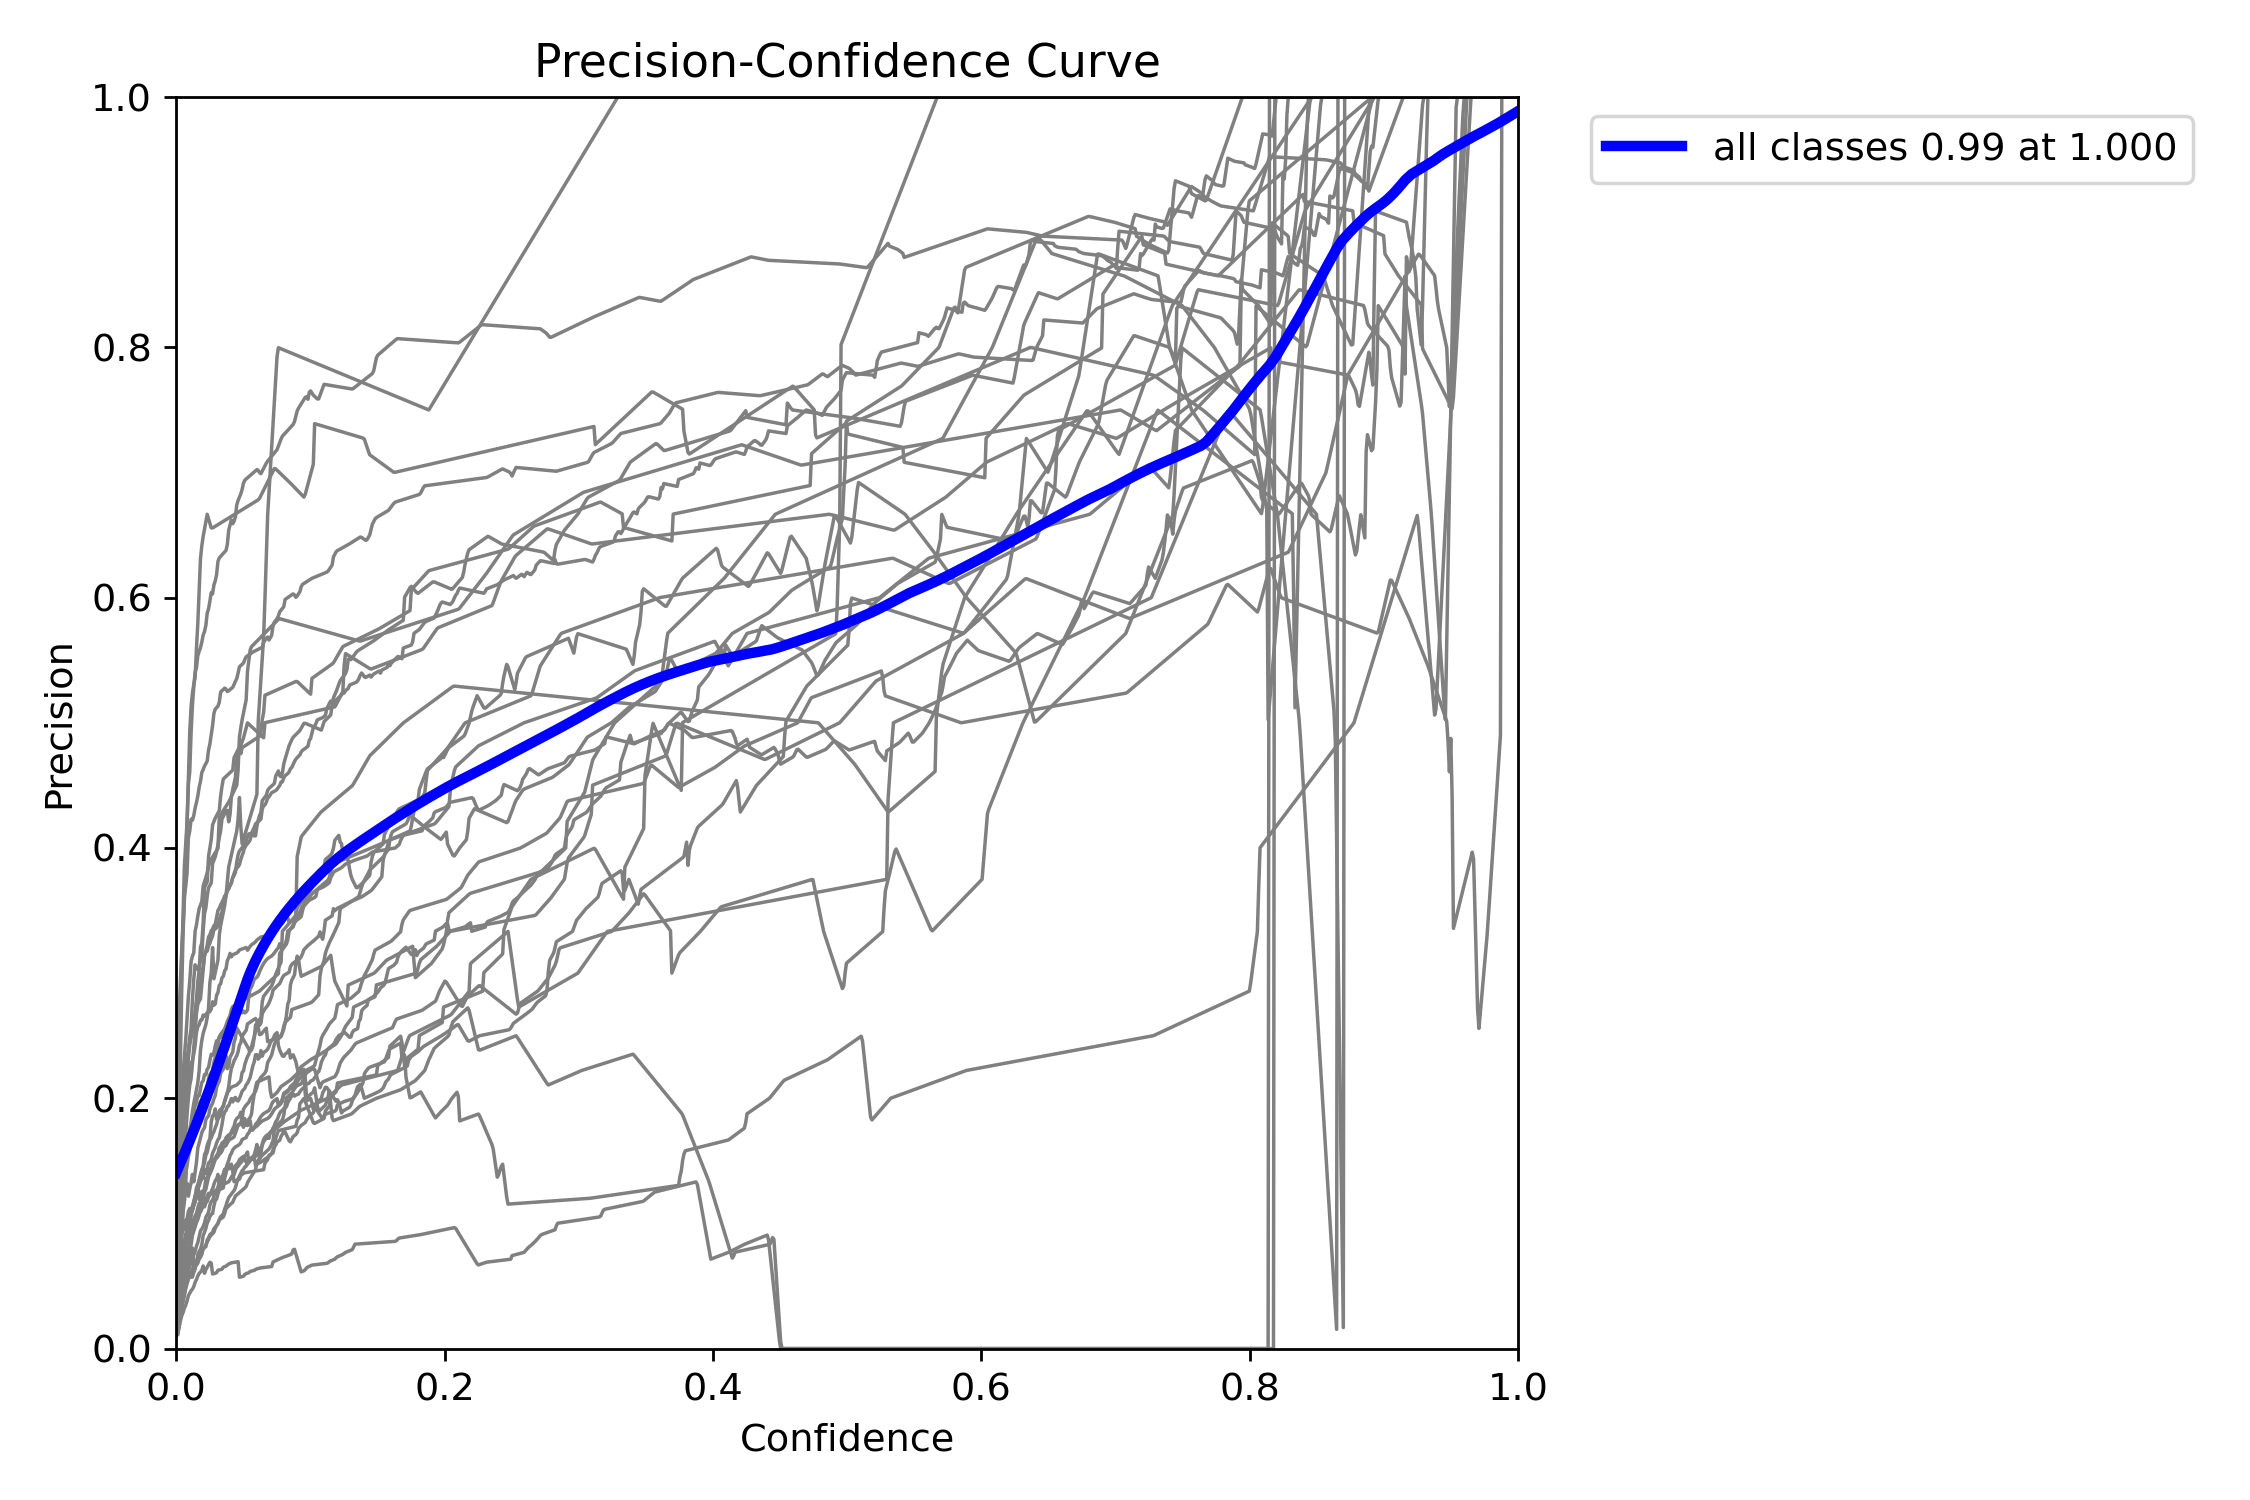 Precision-Confidence Curve
all classes 0.99 at 1.000
Precision
1.0
0.8
0.6
0.4
0.2
0.0
0.0 0.2 0.4 0.6 0.8 1.0
Confidence